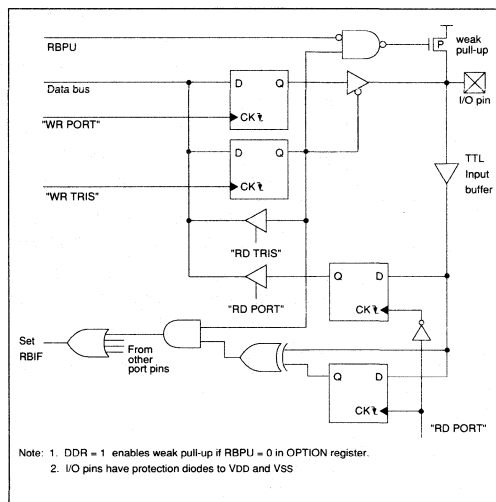 RBPU
weak
pull-up
P
Data bus
I/O pin
D Q
"WR PORT"
CK
D Q
TTL
Input
buffer
"WR TRIS"
CK
"RD TRIS"
Q D
"RD PORT"
CK
Set
RBIF
From
other
port pins
Q D
CK
"RD PORT"
Note: 1. DDR = 1 enables weak pull-up if RBPU = 0 in OPTION register.
2. I/O pins have protection diodes to VDD and VSS